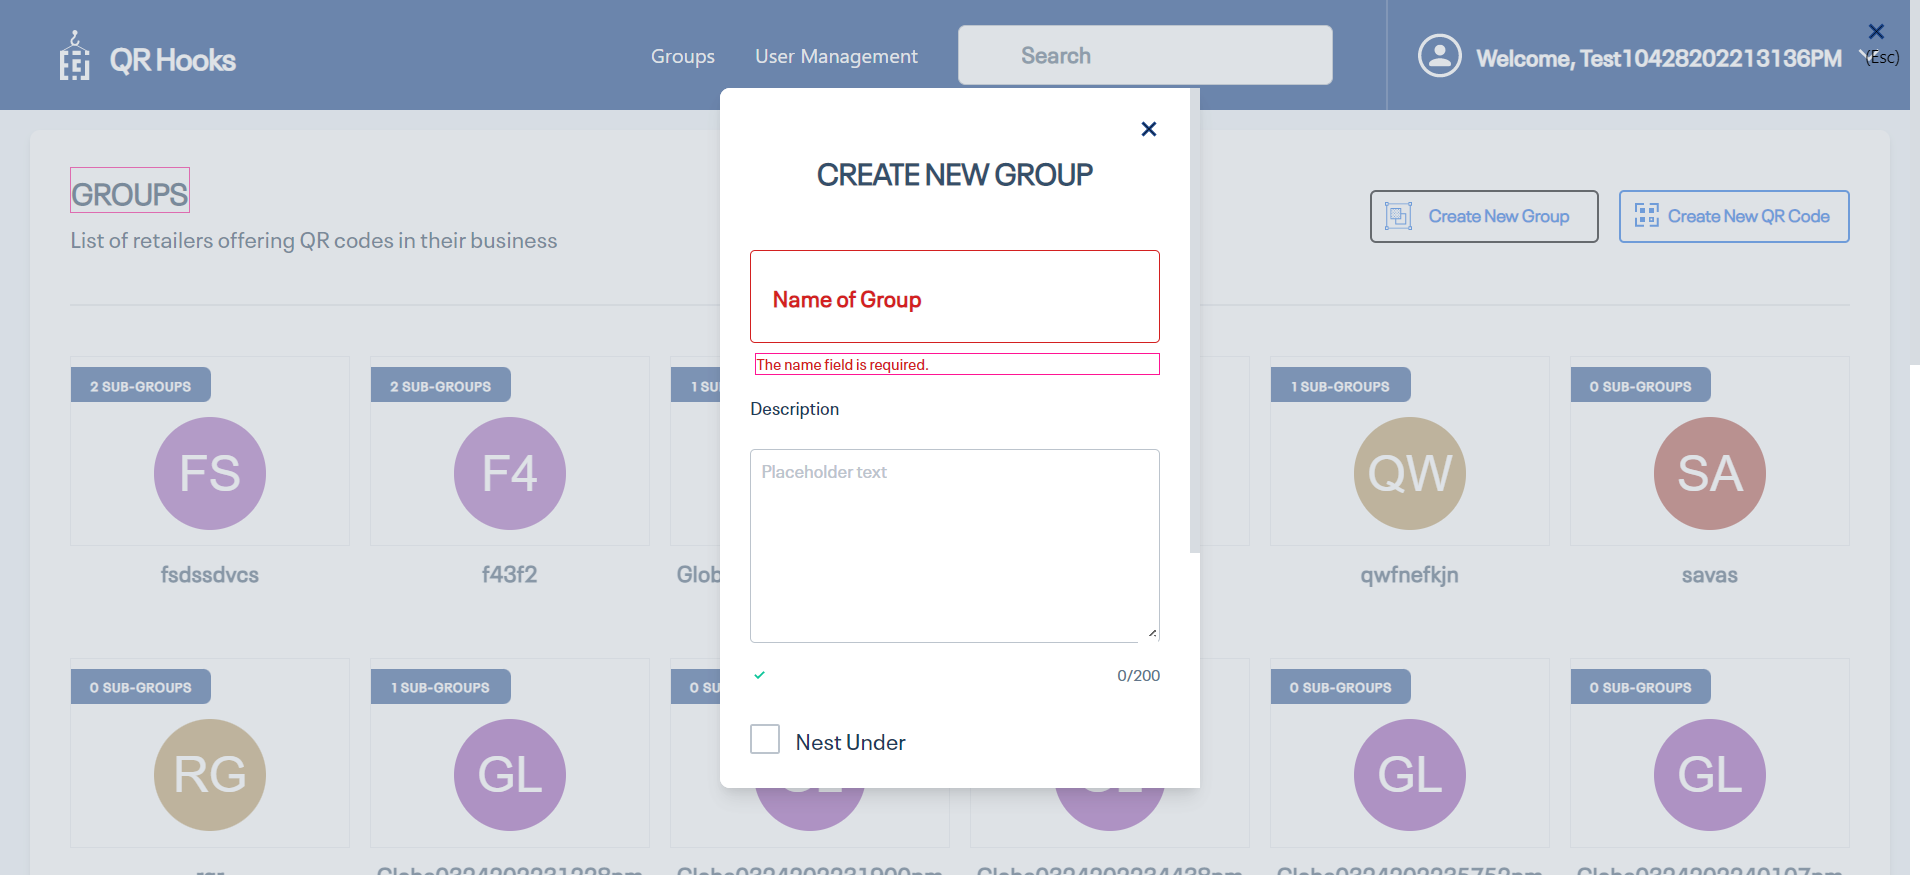 QR Hooks
Groups
User Management
Search
Welcome, Test10428202213136PM
(Esc)
CREATE NEW GROUP
GROUPS
List of retailers offering QR codes in their business
Create New Group
Create New QR Code
Name of Group
The name field is required.
Description
Placeholder text
0/200
Nest Under
2 SUB-GROUPS
2 SUB-GROUPS
1 SU
1 SUB-GROUPS
0 SUB-GROUPS
FS
F4
QW
SA
fsdssdvcs
f43f2
Glob
qwfnefkjn
savas
0 SUB-GROUPS
1 SUB-GROUPS
0 SU
0 SUB-GROUPS
0 SUB-GROUPS
RG
GL
GL
GL